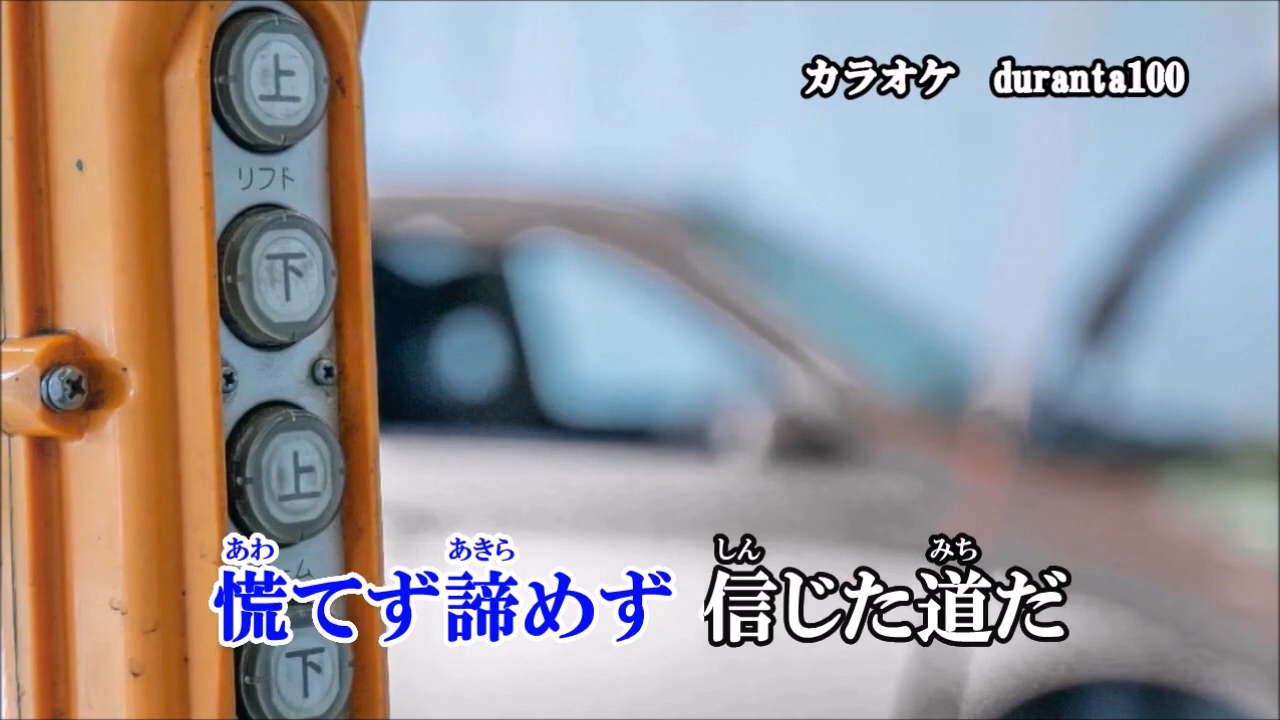 カラオケ　duranta100
上
リフト
下
上
ム
下
あわ あきら しん みち
慌てず諦めず 信じた道だ